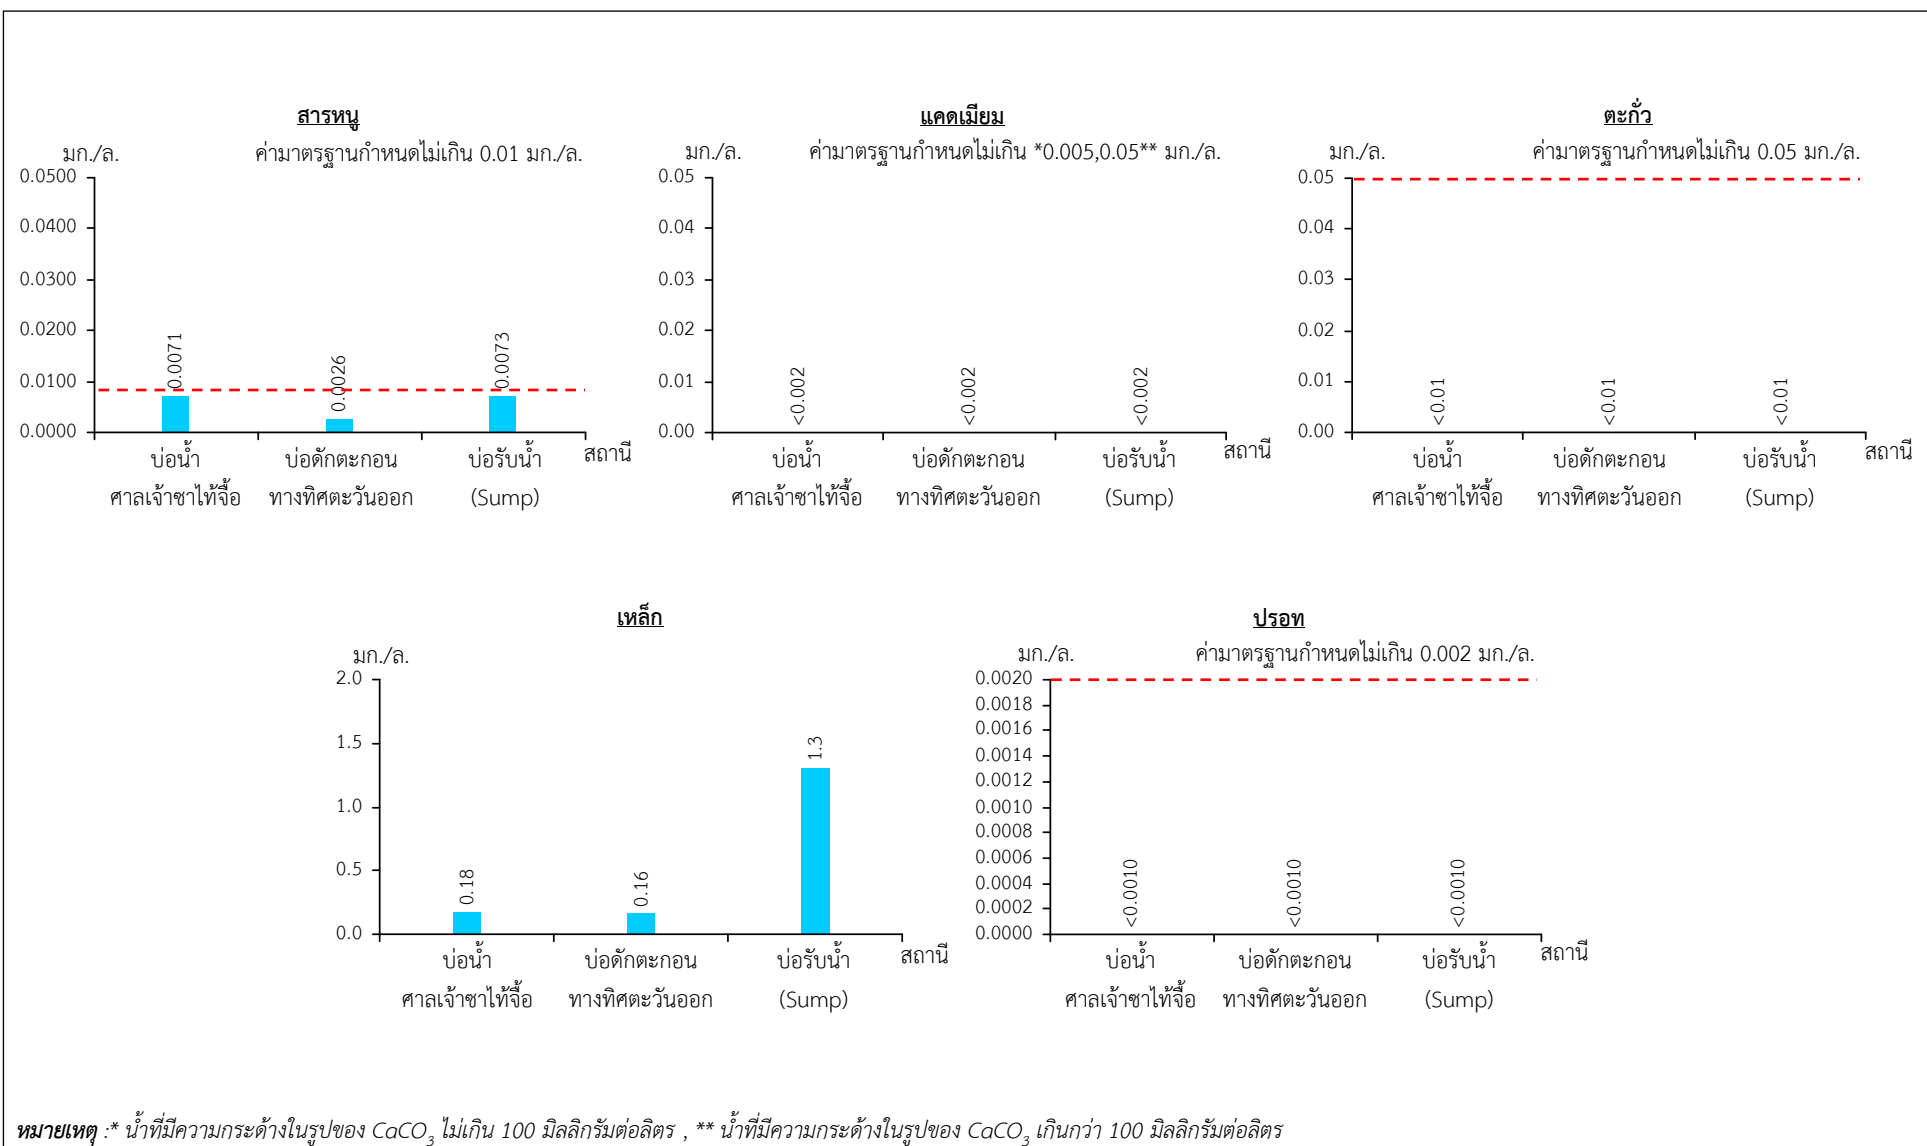 สารหนู
มก./ล. ค่ามาตรฐานกำหนดไม่เกิน 0.01 มก./ล.
0.0500
0.0400
0.0300
0.0200
0.0100
0.0000
0.0071
0.0026
0.0073
บ่อน้ำ บ่อดักตะกอน บ่อรับน้ำ สถานี
ศาลเจ้าซาไท้จื้อ ทางทิศตะวันออก (Sump)
แคดเมียม
มก./ล. ค่ามาตรฐานกำหนดไม่เกิน *0.005,0.05** มก./ล.
0.05
0.04
0.03
0.02
0.01
0.00
<0.002
<0.002
<0.002
บ่อน้ำ บ่อดักตะกอน บ่อรับน้ำ สถานี
ศาลเจ้าซาไท้จื้อ ทางทิศตะวันออก (Sump)
ตะกั่ว
มก./ล. ค่ามาตรฐานกำหนดไม่เกิน 0.05 มก./ล.
0.05
0.04
0.03
0.02
0.01
0.00
<0.01
<0.01
<0.01
บ่อน้ำ บ่อดักตะกอน บ่อรับน้ำ สถานี
ศาลเจ้าซาไท้จื้อ ทางทิศตะวันออก (Sump)
เหล็ก
มก./ล.
2.0
1.5
1.0
0.5
0.0
0.18
0.16
1.3
บ่อน้ำ บ่อดักตะกอน บ่อรับน้ำ สถานี
ศาลเจ้าซาไท้จื้อ ทางทิศตะวันออก (Sump)
ปรอท
มก./ล. ค่ามาตรฐานกำหนดไม่เกิน 0.002 มก./ล.
0.0020
0.0018
0.0016
0.0014
0.0012
0.0010
0.0008
0.0006
0.0004
0.0002
0.0000
<0.0010
<0.0010
<0.0010
บ่อน้ำ บ่อดักตะกอน บ่อรับน้ำ สถานี
ศาลเจ้าซาไท้จื้อ ทางทิศตะวันออก (Sump)
หมายเหตุ :* น้ำที่มีความกระด้างในรูปของ CaCO₃ ไม่เกิน 100 มิลลิกรัมต่อลิตร , ** น้ำที่มีความกระด้างในรูปของ CaCO₃ เกินกว่า 100 มิลลิกรัมต่อลิตร